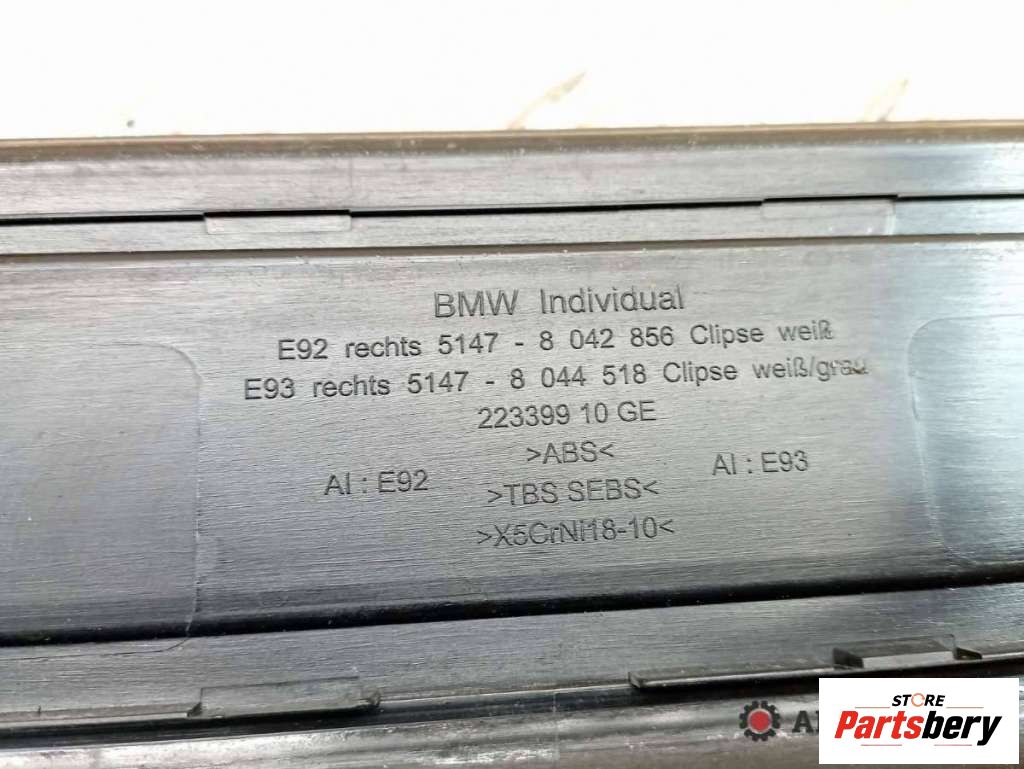 BMW Individual
E92 rechts 5147 - 8 042 856 Clipse weiß
E93 rechts 5147 - 8 044 518 Clipse weiß/grau
223399 10 GE
>ABS<
AI : E92
AI : E93
>TBS SEBS<
>X5CrNi18-10<
STORE
Partsbery